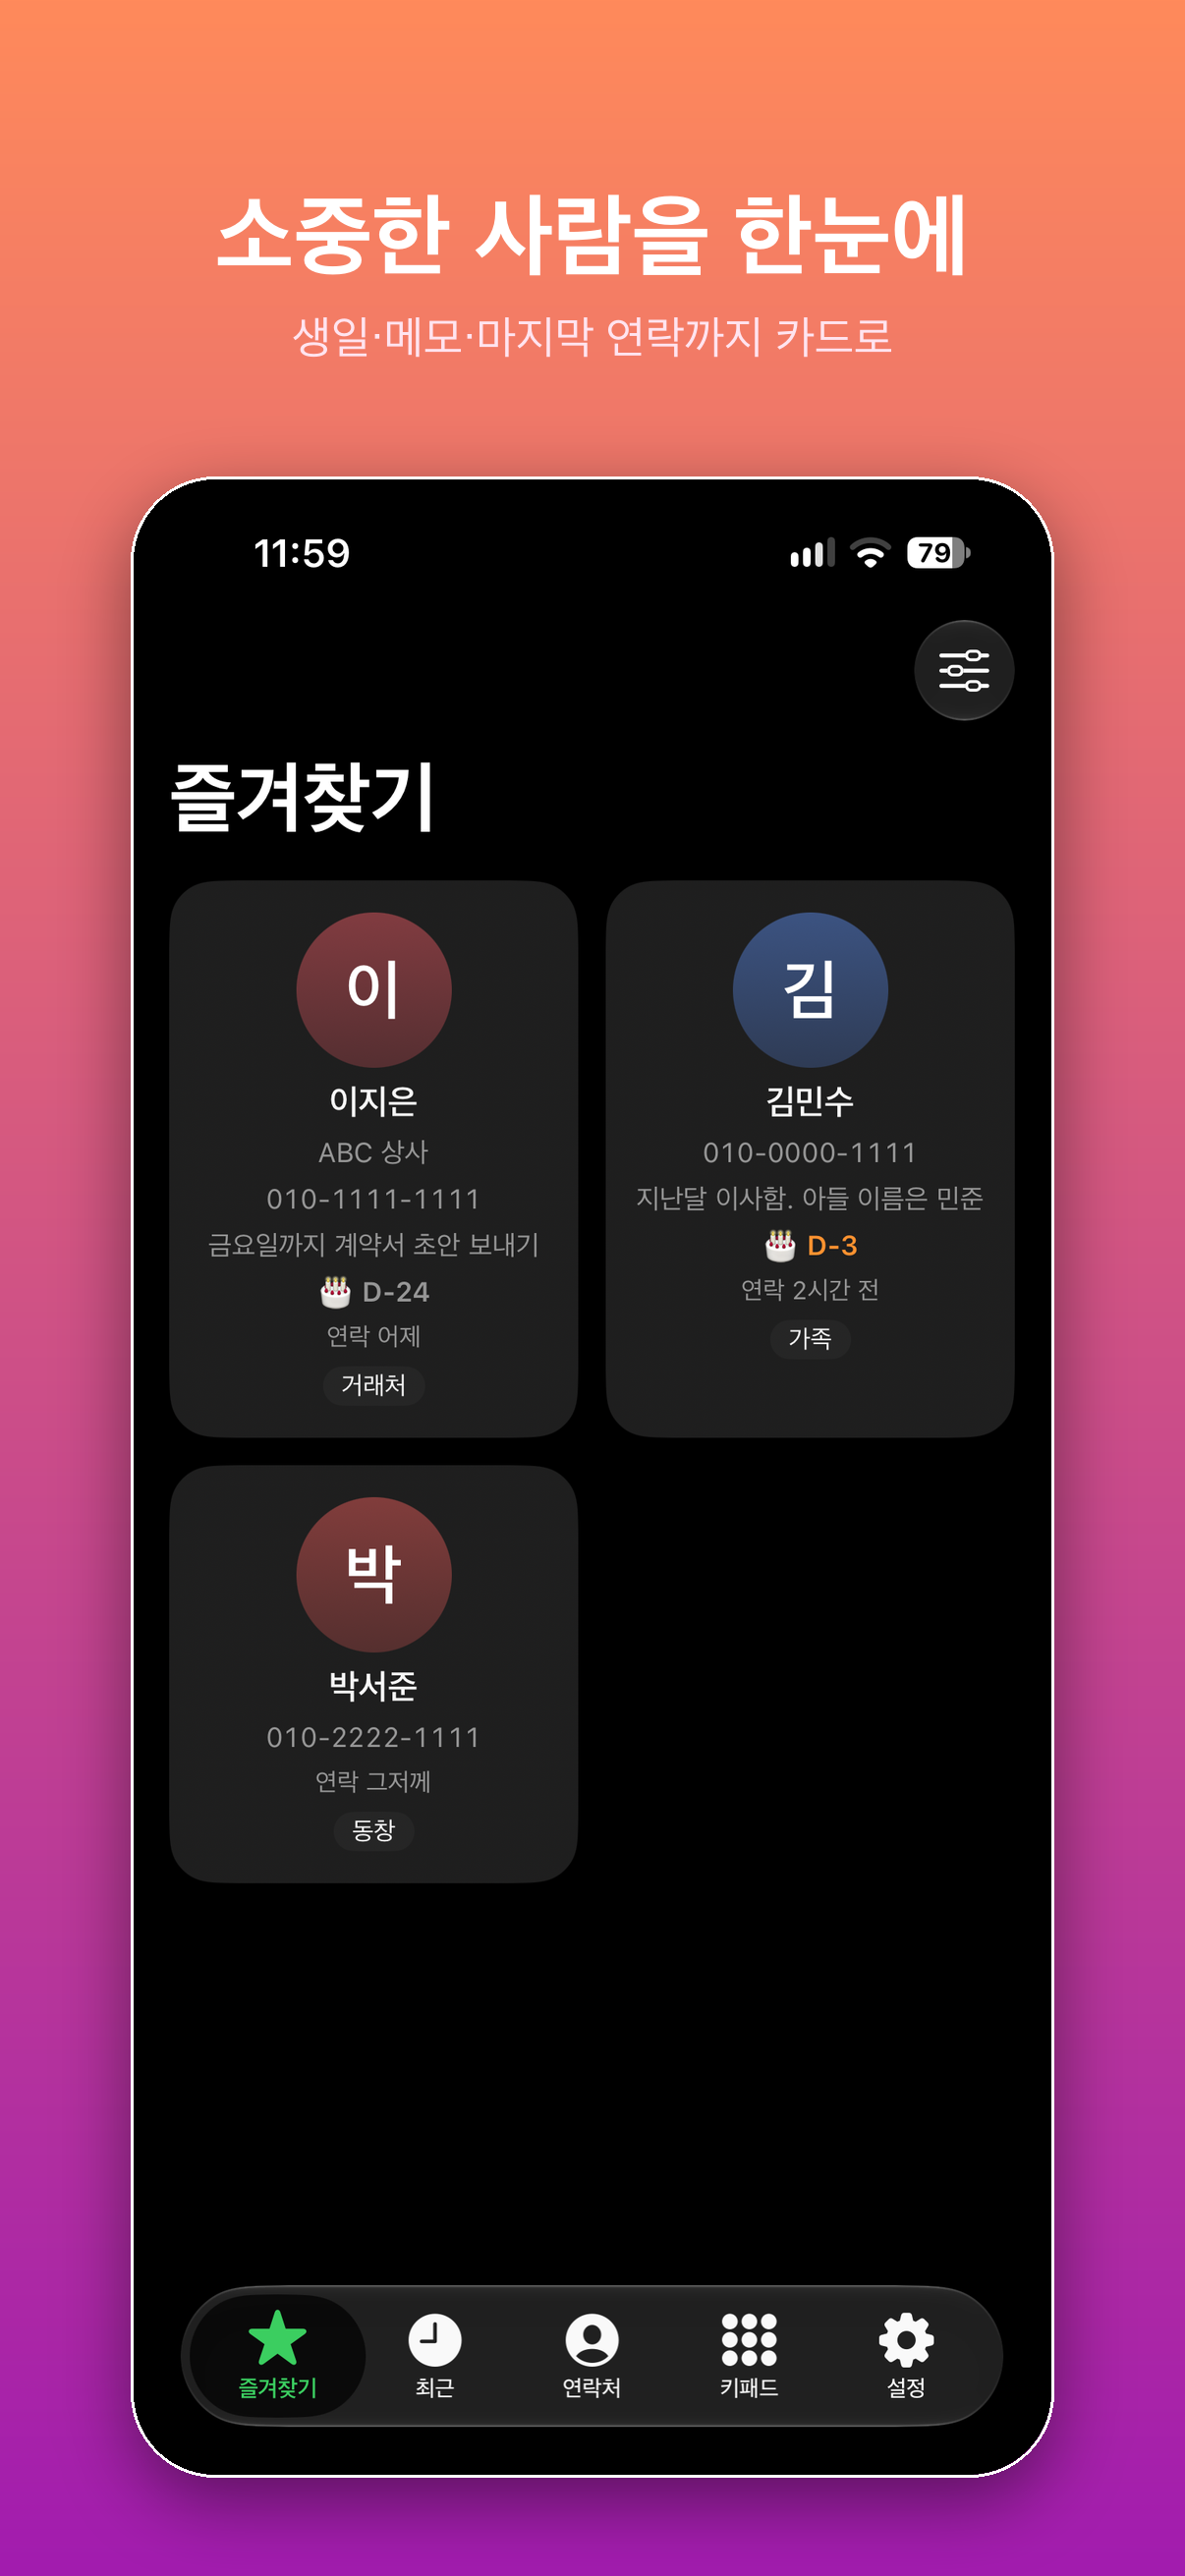 소중한 사람을 한눈에
생일·메모·마지막 연락까지 카드로
11:59
79
즐겨찾기
이
이지은
ABC 상사
010-1111-1111
금요일까지 계약서 초안 보내기
D-24
연락 어제
거래처
김
김민수
010-0000-1111
지난달 이사함. 아들 이름은 민준
D-3
연락 2시간 전
가족
박
박서준
010-2222-1111
연락 그저께
동창
즐겨찾기
최근
연락처
키패드
설정